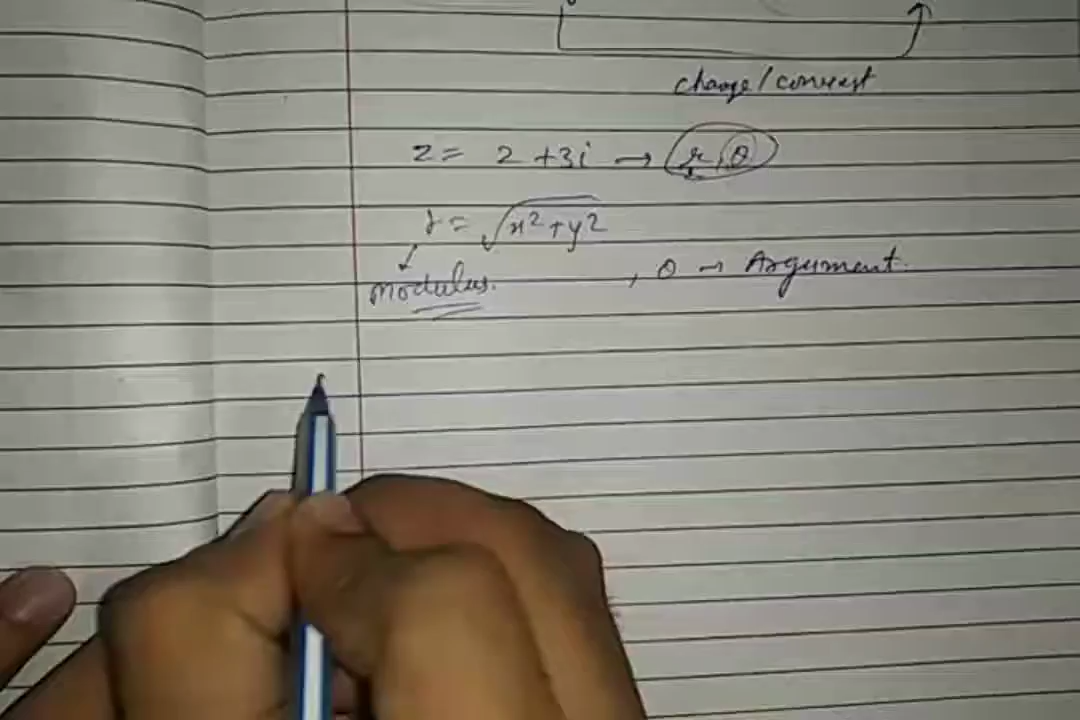 change/convert
z = 2 + 3i → r, θ
r = √x²+y²
modulus. , θ → Argument.